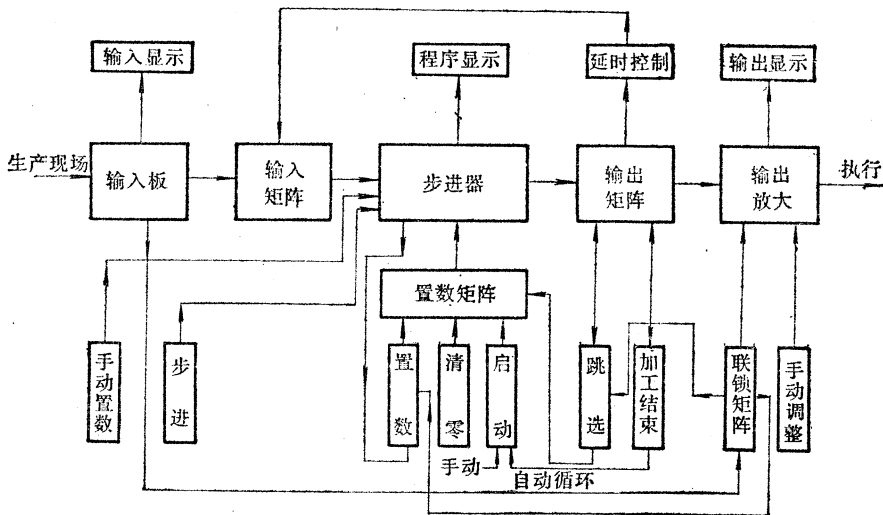 输入显示
程序显示
延时控制
输出显示
生产现场
输入板
输入
矩阵
步进器
输出
矩阵
输出
放大
执行
置数矩阵
手动置数
步进
置数
清零
启动
跳选
加工结束
联锁矩阵
手动调整
手动
自动循环